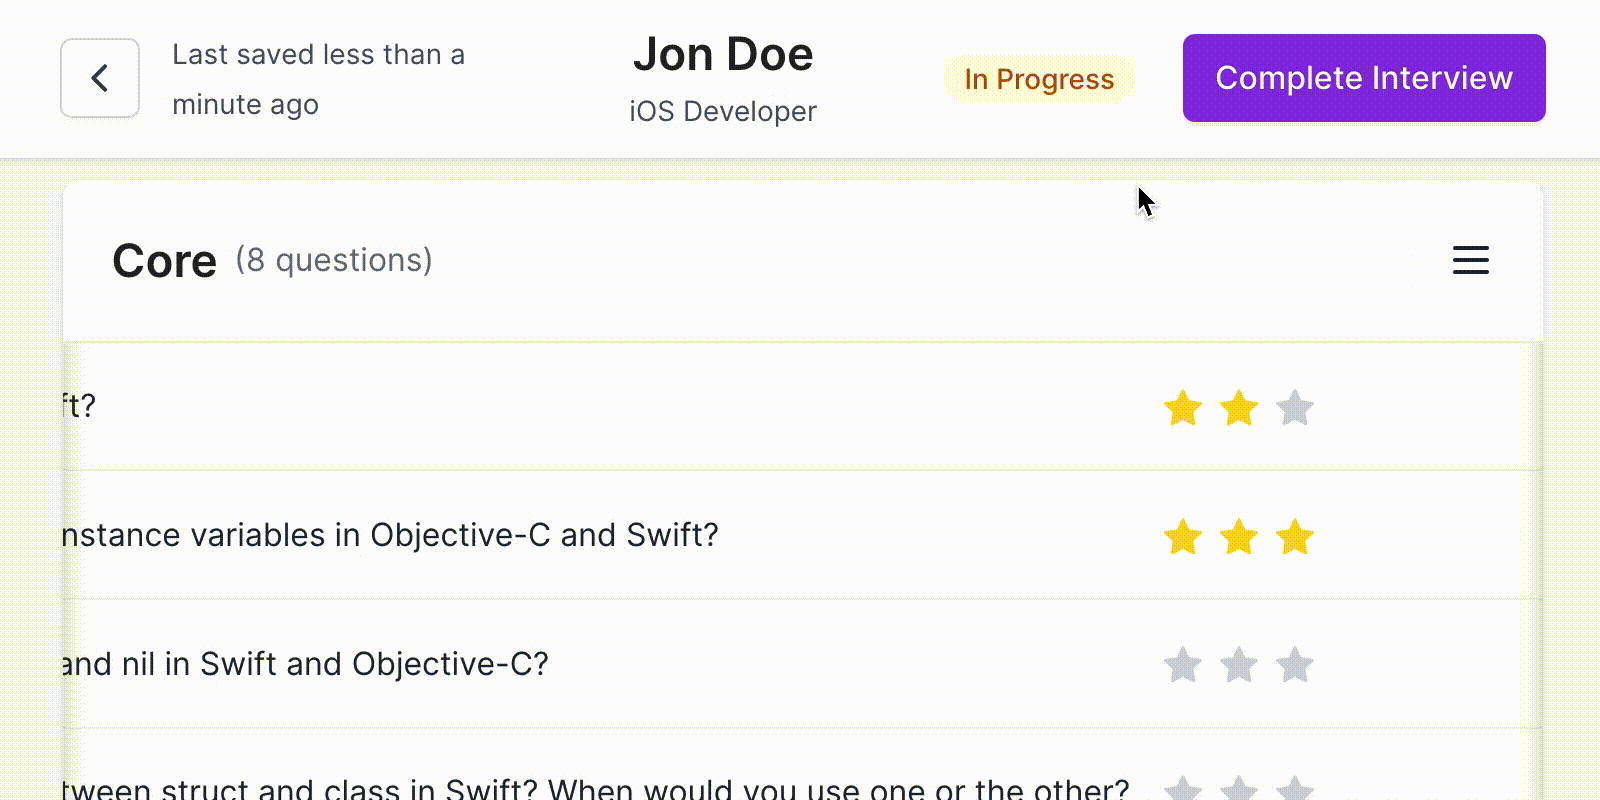 Last saved less than a
minute ago
Jon Doe
iOS Developer
In Progress
Complete Interview
Core (8 questions)
ft?
nstance variables in Objective-C and Swift?
and nil in Swift and Objective-C?
tween struct and class in Swift? When would you use one or the other?